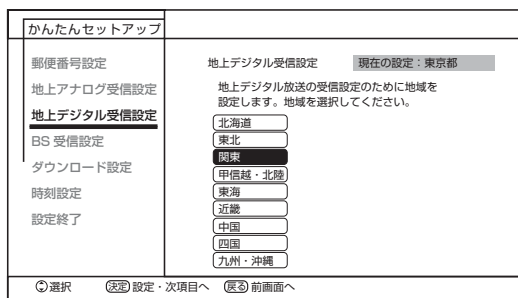 かんたんセットアップ
郵便番号設定
地上アナログ受信設定
地上デジタル受信設定
BS 受信設定
ダウンロード設定
時刻設定
設定終了
地上デジタル受信設定 現在の設定：東京都
地上デジタル放送の受信設定のために地域を
設定します。地域を選択してください。
北海道
東北
関東
甲信越・北陸
東海
近畿
中国
四国
九州・沖縄
選択 決定 設定・次項目へ 戻る 前画面へ